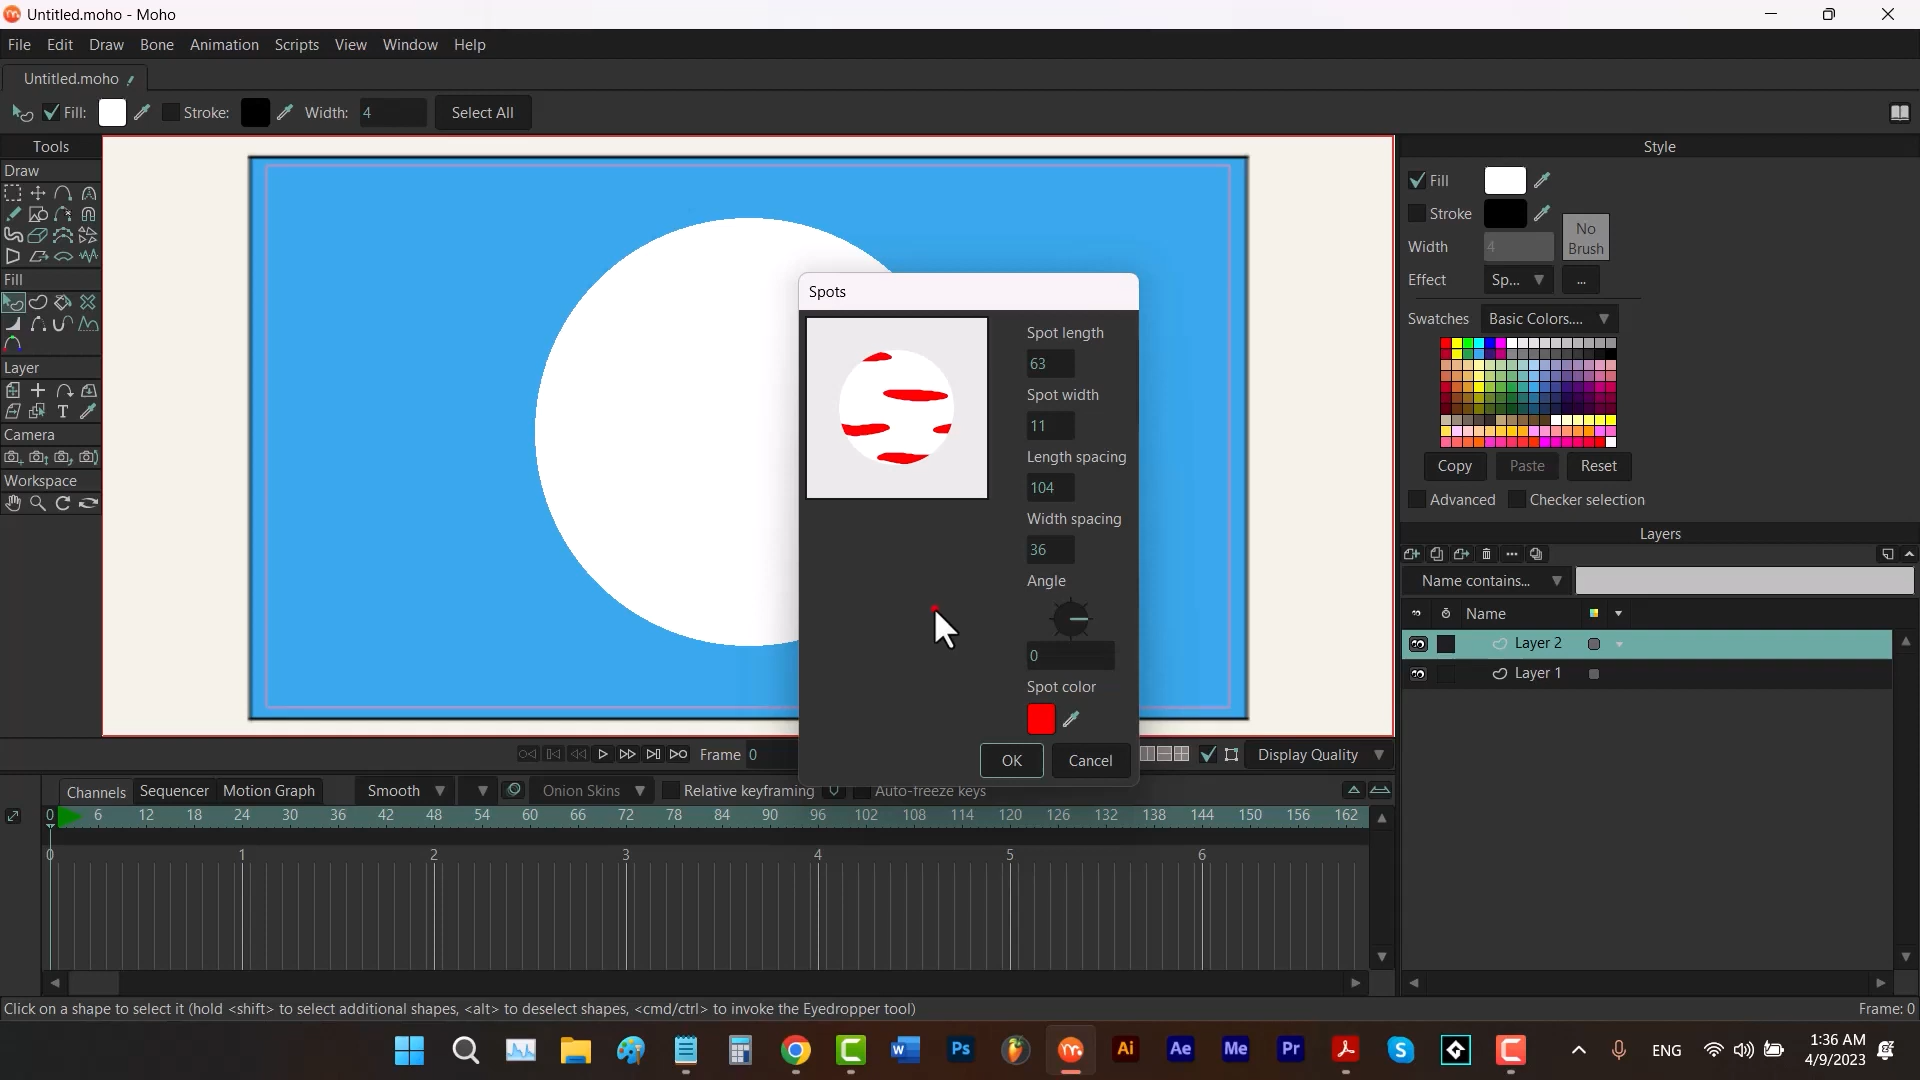 Untitled.moho - Moho
File Edit Draw Bone Animation Scripts View Window Help
Untitled.moho
Fill: Stroke: Width: 4 Select All
Tools
Draw
Fill
Layer
Camera
Workspace
Spots
Spot length
63
Spot width
11
Length spacing
104
Width spacing
36
Angle
0
Spot color
OK Cancel
Style
Fill
Stroke
Width 4 No Brush
Effect Sp... ...
Swatches Basic Colors....
Copy Paste Reset
Advanced Checker selection
Layers
Name contains...
Name
Layer 2
Layer 1
Frame 0 Display Quality
Channels Sequencer Motion Graph Smooth Onion Skins Relative keyframing Auto-freeze keys
0 6 12 18 24 30 36 42 48 54 60 66 72 78 84 90 96 102 108 114 120 126 132 138 144 150 156 162
0 1 2 3 4 5 6
Click on a shape to select it (hold <shift> to select additional shapes, <alt> to deselect shapes, <cmd/ctrl> to invoke the Eyedropper tool) Frame: 0
Ps Ai Ae Me Pr ENG 1:36 AM
4/9/2023